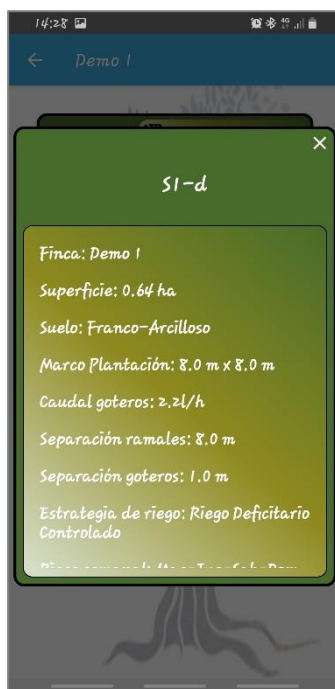 14:28
4G
Demo 1
S1-d
Finca: Demo 1
Superficie: 0.64 ha
Suelo: Franco-Arcilloso
Marco Plantación: 8.0 m x 8.0 m
Caudal goteros: 2.2l/h
Separación ramales: 8.0 m
Separación goteros: 1.0 m
Estrategia de riego: Riego Deficitario
Controlado